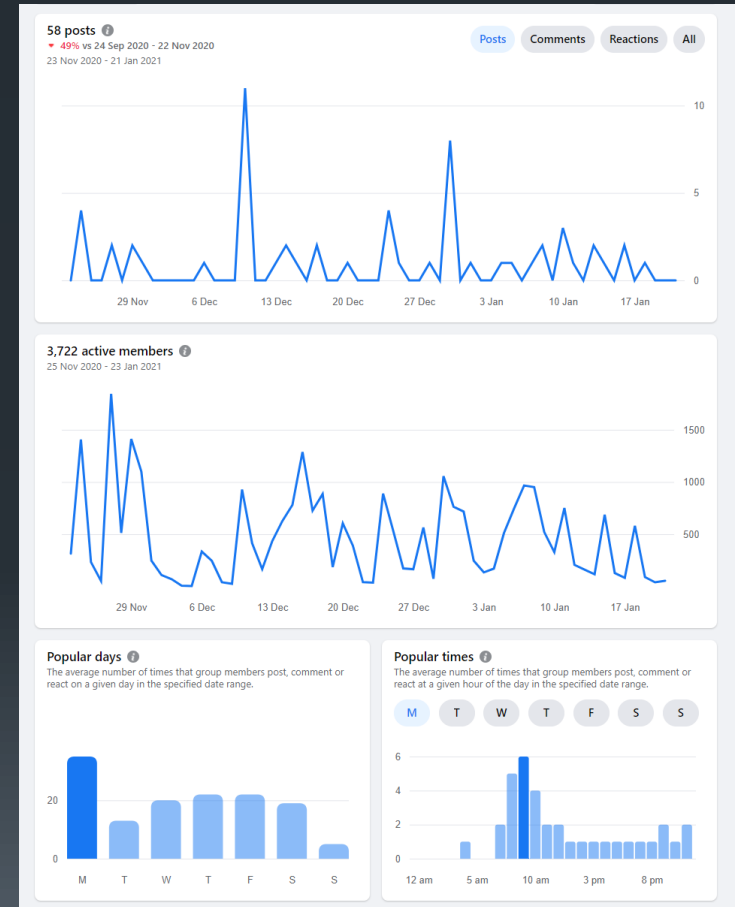 58 posts
49% vs 24 Sep 2020 - 22 Nov 2020
23 Nov 2020 - 21 Jan 2021
Posts Comments Reactions All
10
5
0
29 Nov 6 Dec 13 Dec 20 Dec 27 Dec 3 Jan 10 Jan 17 Jan
3,722 active members
25 Nov 2020 - 23 Jan 2021
1500
1000
500
29 Nov 6 Dec 13 Dec 20 Dec 27 Dec 3 Jan 10 Jan 17 Jan
Popular days
The average number of times that group members post, comment or
react on a given day in the specified date range.
20
0
M T W T F S S
Popular times
The average number of times that group members post, comment or
react at a given hour of the day in the specified date range.
M T W T F S S
6
4
2
0
12 am 5 am 10 am 3 pm 8 pm